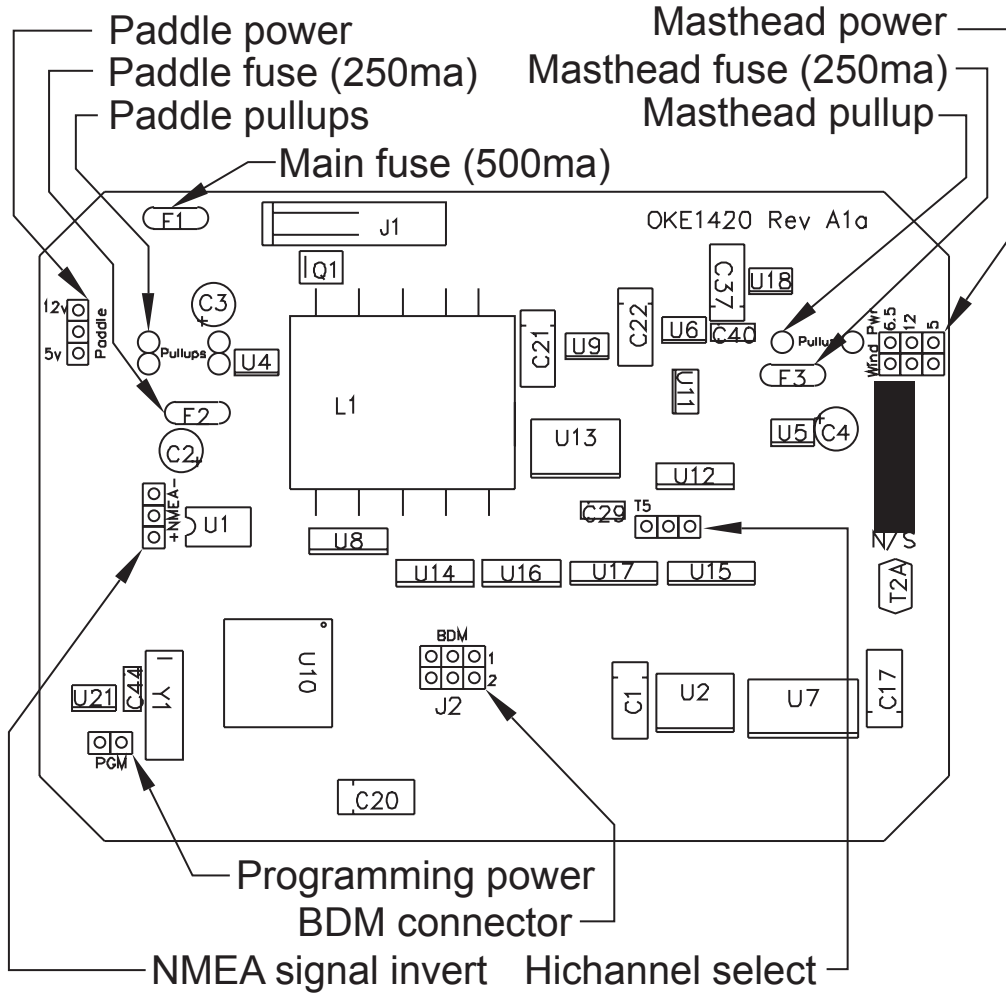 Paddle power
Masthead power
Paddle fuse (250ma)
Masthead fuse (250ma)
Paddle pullups
Masthead pullup
Main fuse (500ma)
F1
J1
OKE1420 Rev A1a
Q1
C37
U18
12v
5v
Paddle
C3
+
Pullups
U4
C21
U9
C22
U6
C40
Pullup
Wind Pwr
6.5
12
5
L1
U11
F3
F2
C2
+
U13
U5
+
C4
U12
+NMEA-
U1
C29
T5
U8
N/S
U14
U16
U17
U15
T2A
U10
BDM
1
2
J2
U21
C44
Y1
C1
U2
U7
C17
PGM
C20
Programming power
BDM connector
NMEA signal invert
Hichannel select